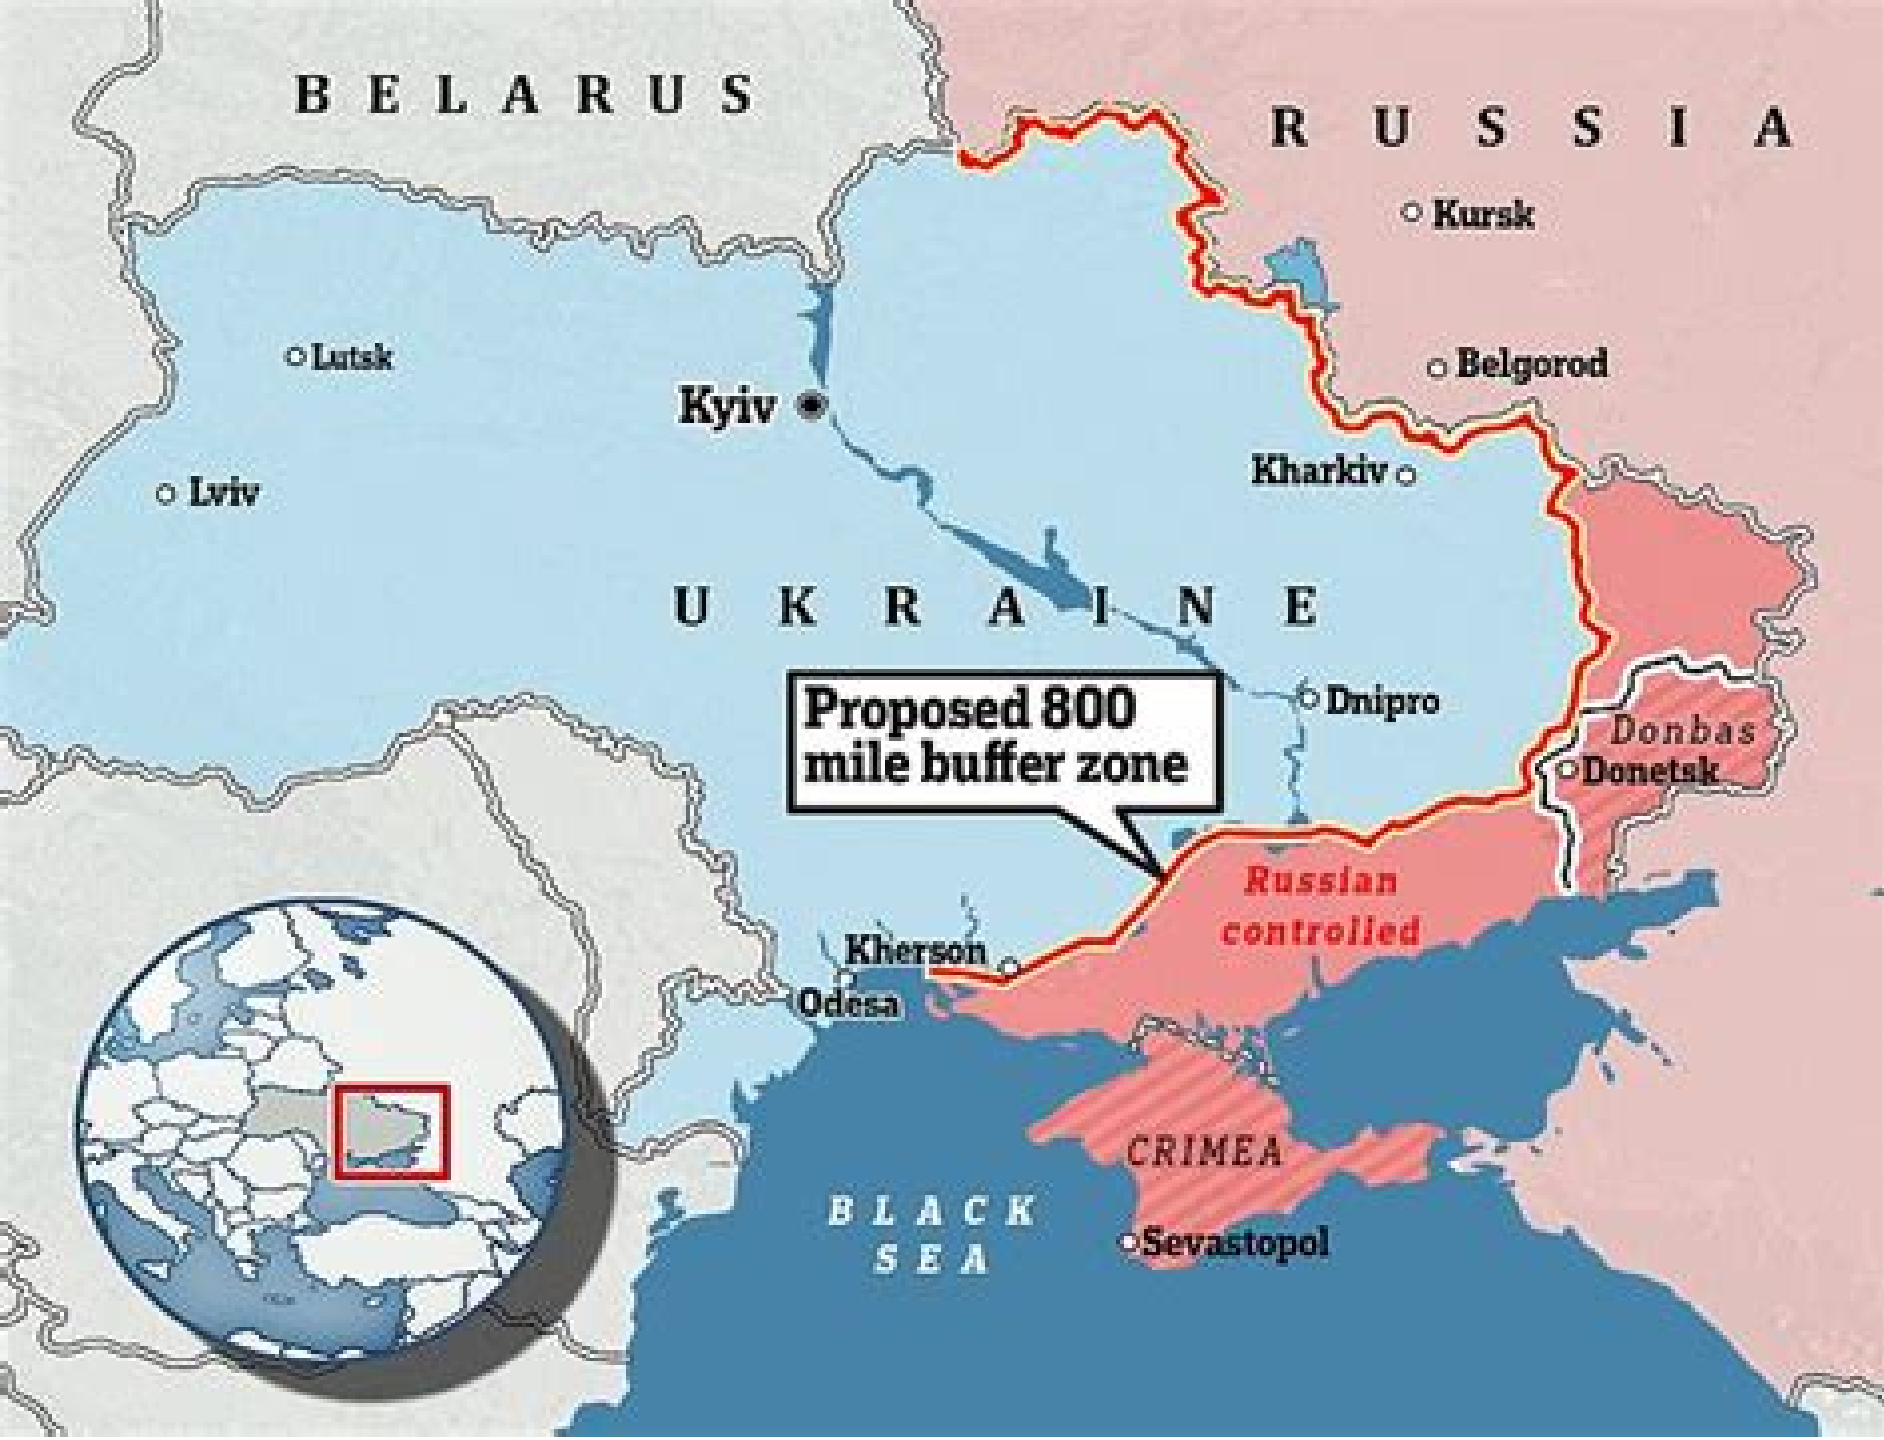 BELARUS
RUSSIA
Kursk
Lutsk
Belgorod
Kyiv
Kharkiv
Lviv
UKRAINE
Proposed 800
mile buffer zone
Dnipro
Donbas
Donetsk
Russian
controlled
Kherson
Odesa
CRIMEA
BLACK
SEA
Sevastopol